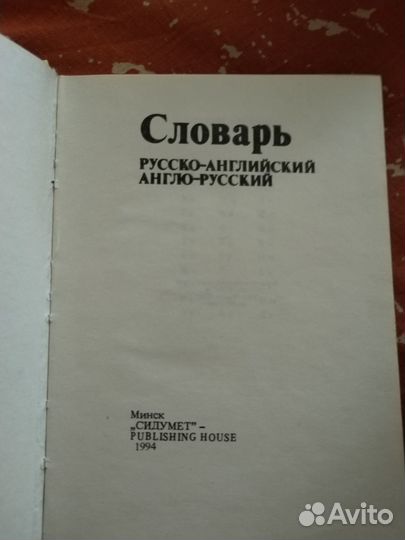 Словарь
РУССКО-АНГЛИЙСКИЙ
АНГЛО-РУССКИЙ
Минск
„СИДУМЕТ” –
PUBLISHING HOUSE
1994
Avito